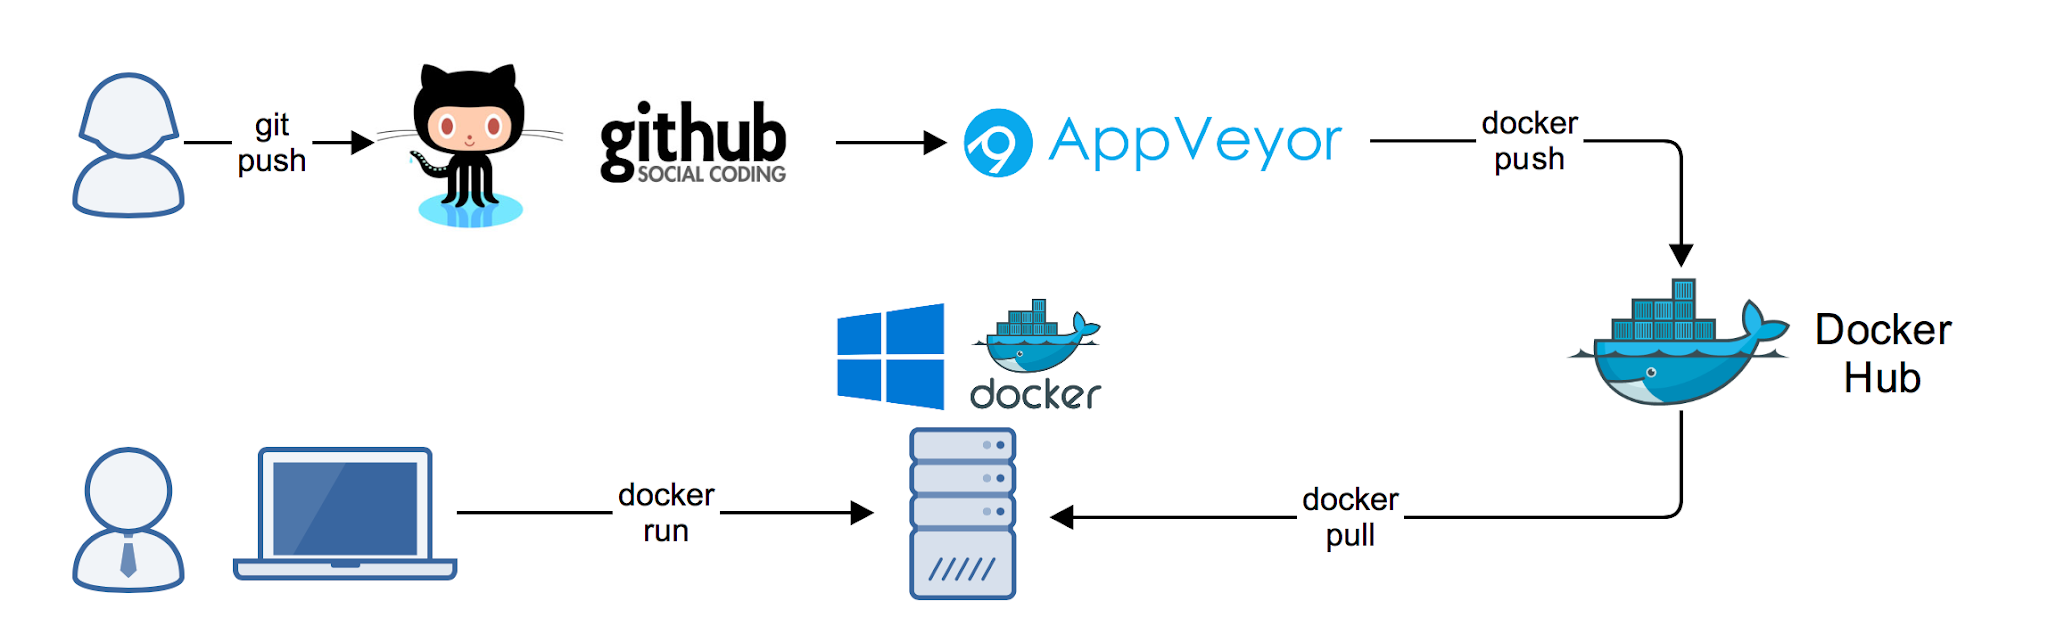 git
push
github
SOCIAL CODING
AppVeyor
docker
push
docker
Docker
Hub
docker
run
docker
pull